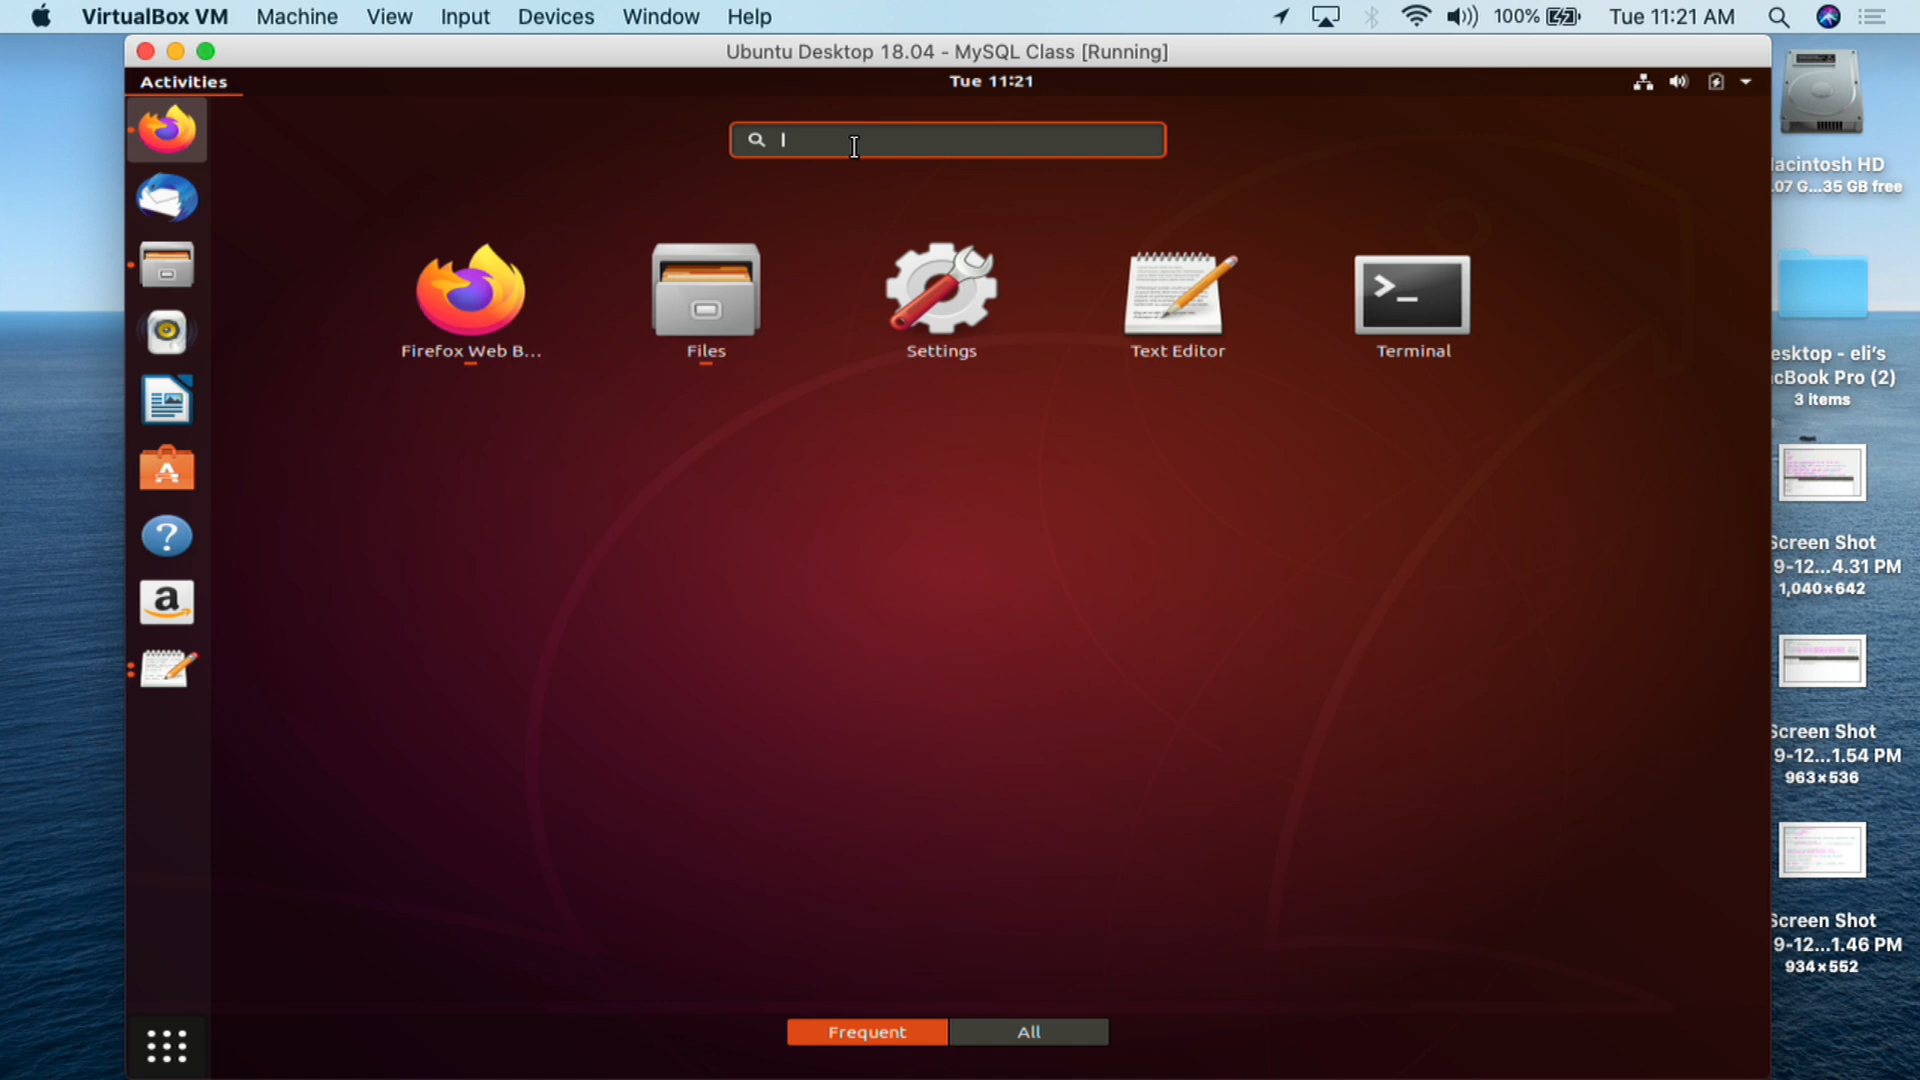 VirtualBox VM Machine View Input Devices Window Help 100% Tue 11:21 AM
Ubuntu Desktop 18.04 - MySQL Class [Running]
Activities Tue 11:21
Firefox Web B... Files Settings Text Editor Terminal
Frequent All
acintosh HD
.07 G...35 GB free
esktop - eli's
cBook Pro (2)
3 items
Screen Shot
9-12...4.31 PM
1,040×642
Screen Shot
9-12...1.54 PM
963×536
Screen Shot
9-12...1.46 PM
934×552